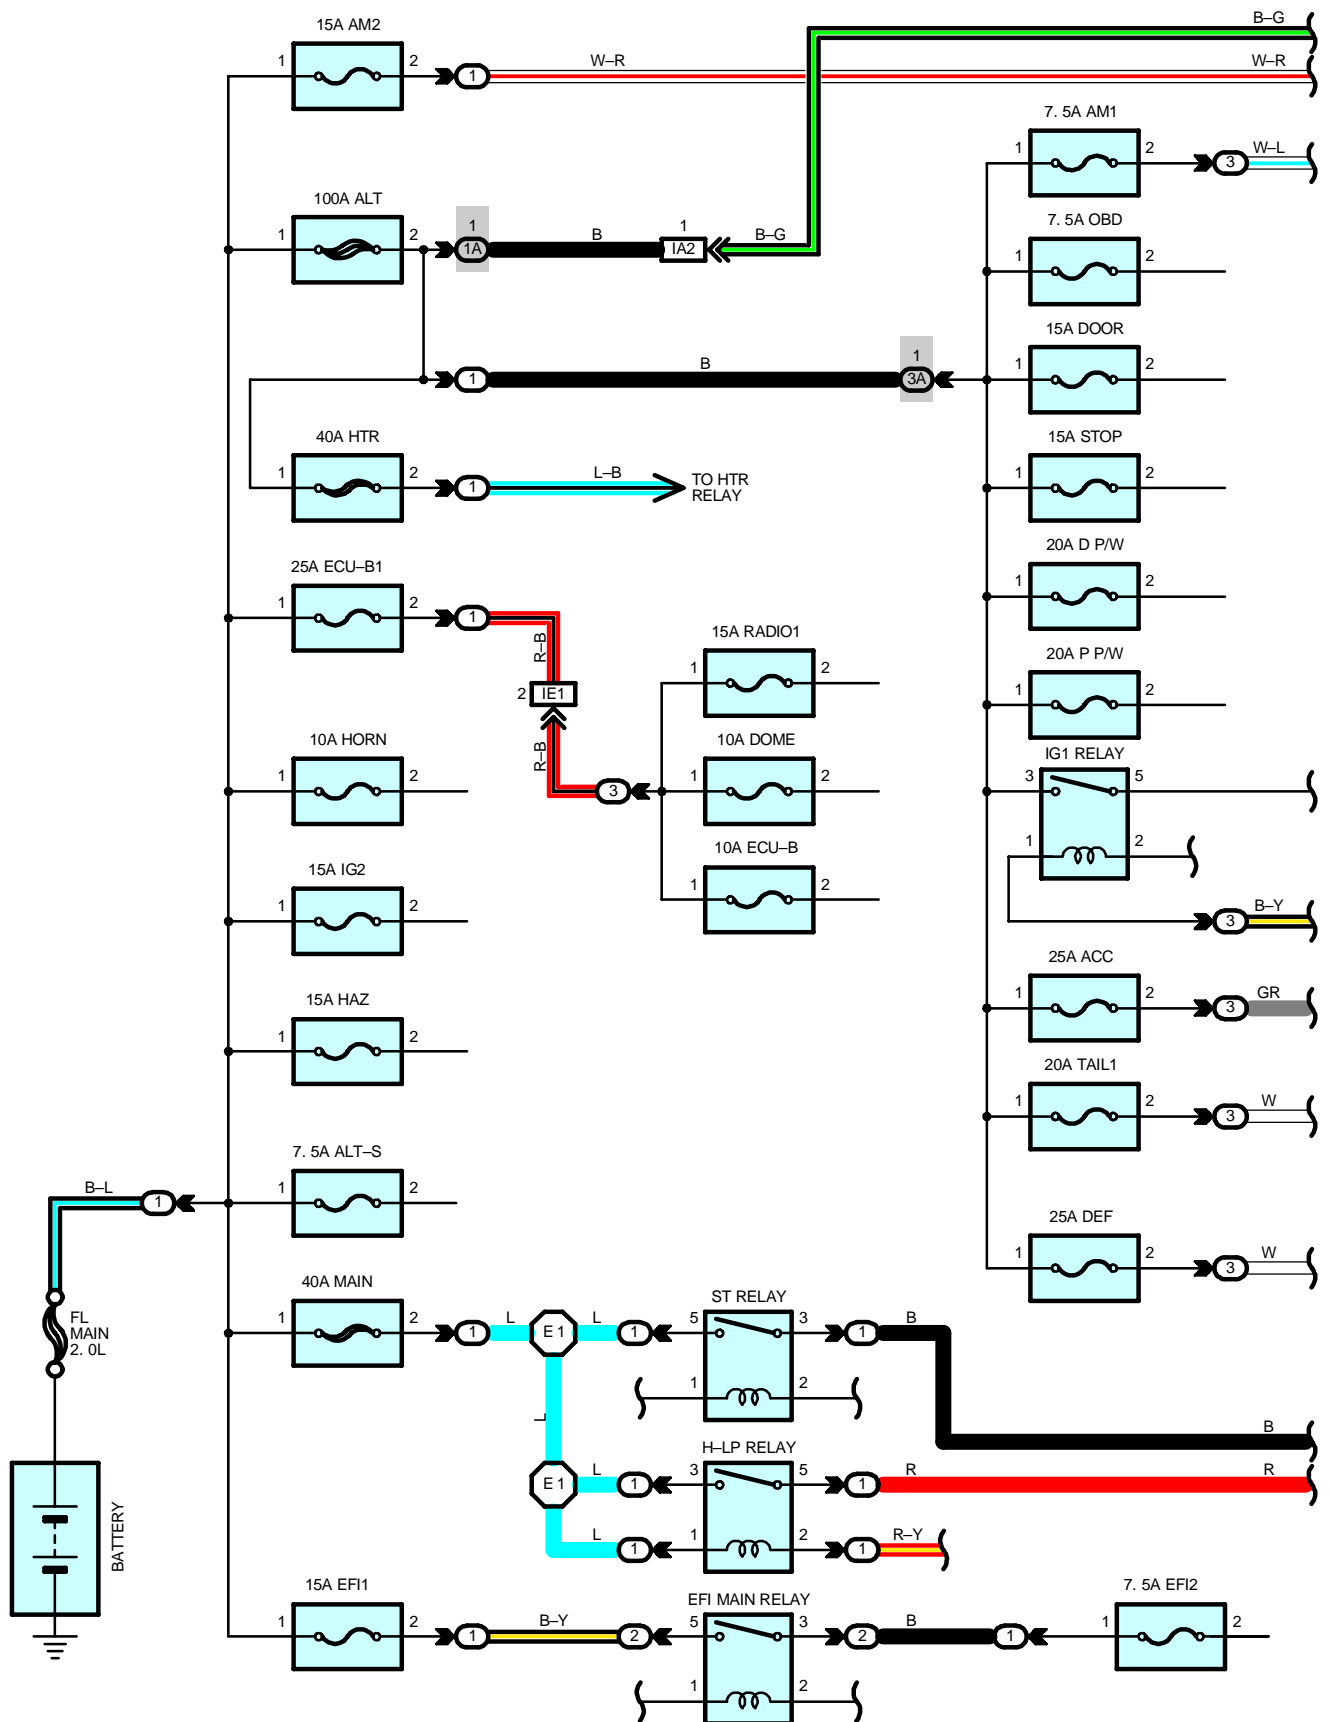 B–G
15A AM2
1 2 1 W–R W–R
7. 5A AM1
1 2 3 W–L
100A ALT
1 2 1 1A B 1 IA2 B–G
7. 5A OBD
1 2
15A DOOR
1 2
1 B 1 3A
40A HTR
1 2 1 L–B TO HTR
RELAY
15A STOP
1 2
20A D P/W
1 2
25A ECU–B1
1 2 1
R–B
2 IE1
R–B
3
15A RADIO1
1 2
20A P P/W
1 2
10A HORN
1 2
10A DOME
1 2
IG1 RELAY
3 5
1 2
3 B–Y
15A IG2
1 2
10A ECU–B
1 2
25A ACC
1 2 3 GR
15A HAZ
1 2
20A TAIL1
1 2 3 W
7. 5A ALT–S
1 2
B–L
1
25A DEF
1 2 3 W
FL
MAIN
2. 0L
BATTERY
40A MAIN
1 2 1 L E 1 L 1
ST RELAY
5 3 1 B B
1 2
L
H–LP RELAY
E 1 L 1 3 5 1 R R
L 1 1 2 1 R–Y
15A EFI1
1 2 1 B–Y 2
EFI MAIN RELAY
5 3 2 B 1
1 2
7. 5A EFI2
1 2